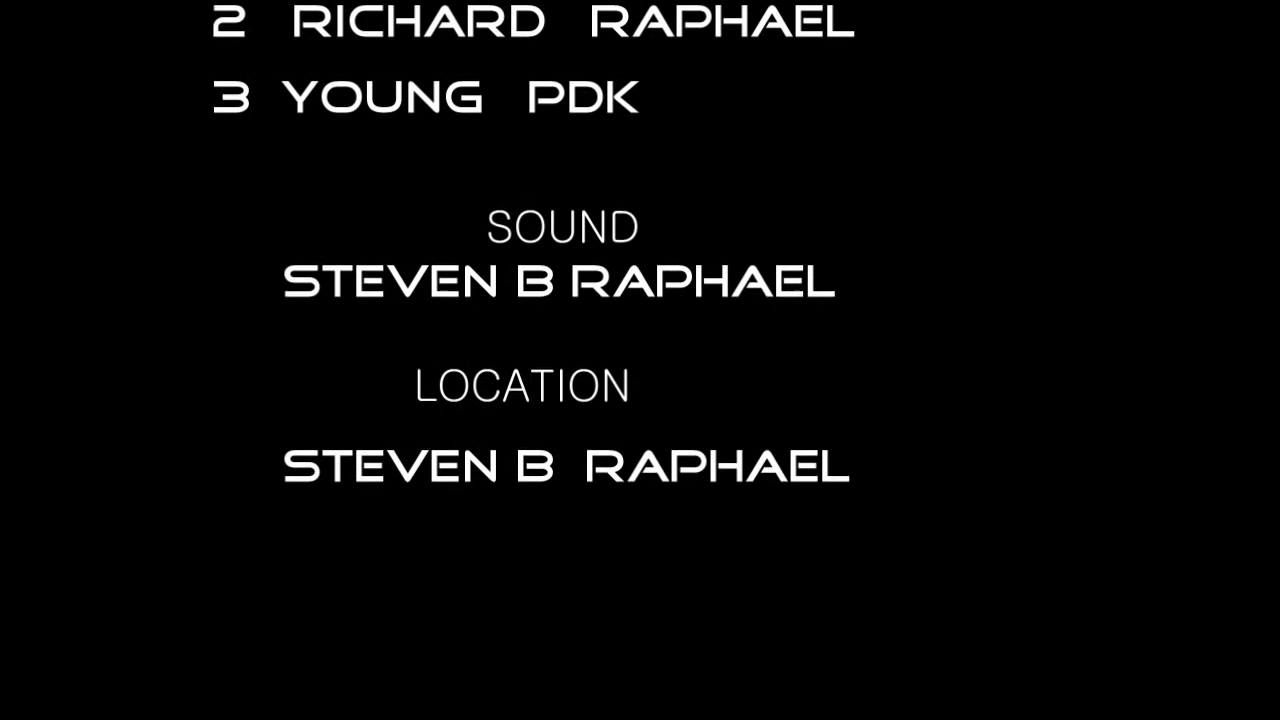 2 RICHARD RAPHAEL
3 YOUNG PDK
SOUND
STEVEN B RAPHAEL
LOCATION
STEVEN B RAPHAEL